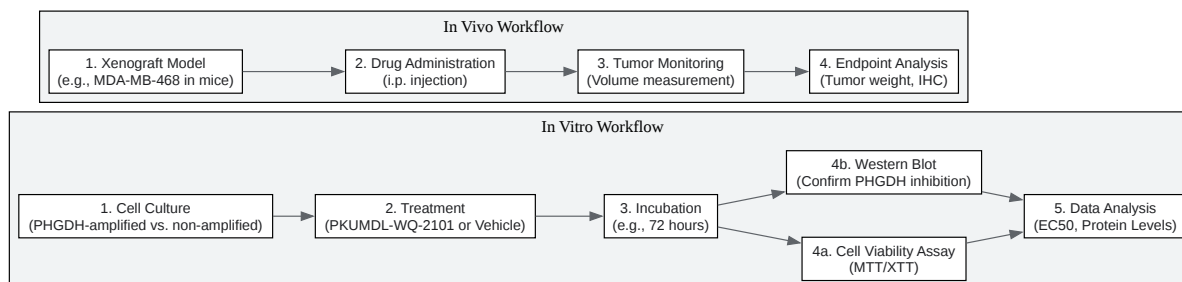 In Vivo Workflow
1. Xenograft Model
(e.g., MDA-MB-468 in mice)
2. Drug Administration
(i.p. injection)
3. Tumor Monitoring
(Volume measurement)
4. Endpoint Analysis
(Tumor weight, IHC)
In Vitro Workflow
1. Cell Culture
(PHGDH-amplified vs. non-amplified)
2. Treatment
(PKUMDL-WQ-2101 or Vehicle)
3. Incubation
(e.g., 72 hours)
4b. Western Blot
(Confirm PHGDH inhibition)
4a. Cell Viability Assay
(MTT/XTT)
5. Data Analysis
(EC50, Protein Levels)